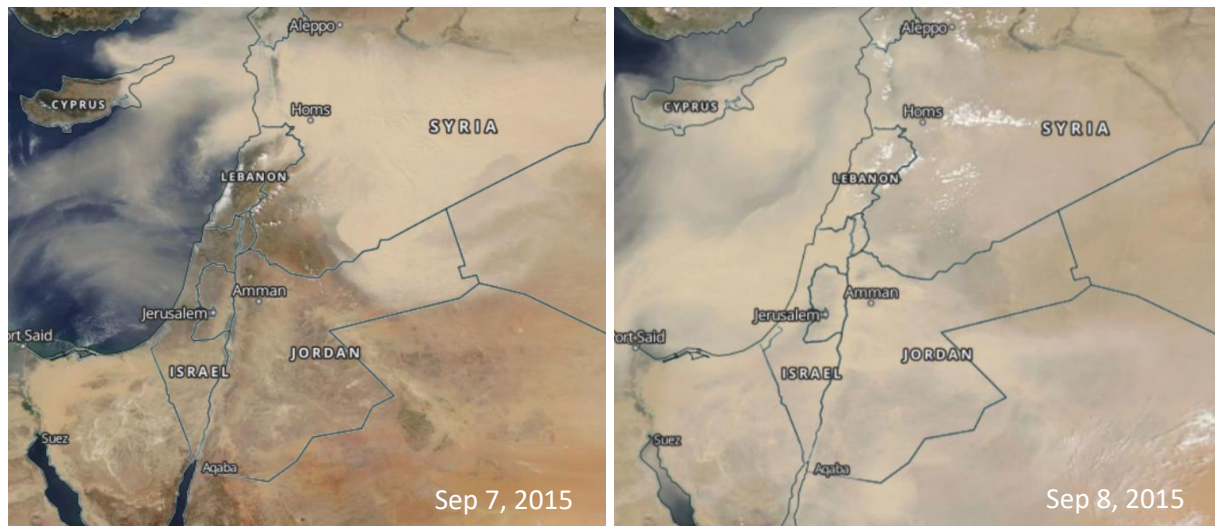 Aleppo
CYPRUS
Homs
SYRIA
LEBANON
Amman
Jerusalem
ort Said
JORDAN
ISRAEL
Suez
Aqaba
Sep 7, 2015
Aleppo
CYPRUS
Homs
SYRIA
LEBANON
Amman
Jerusalem
ort Said
JORDAN
ISRAEL
Suez
Aqaba
Sep 8, 2015